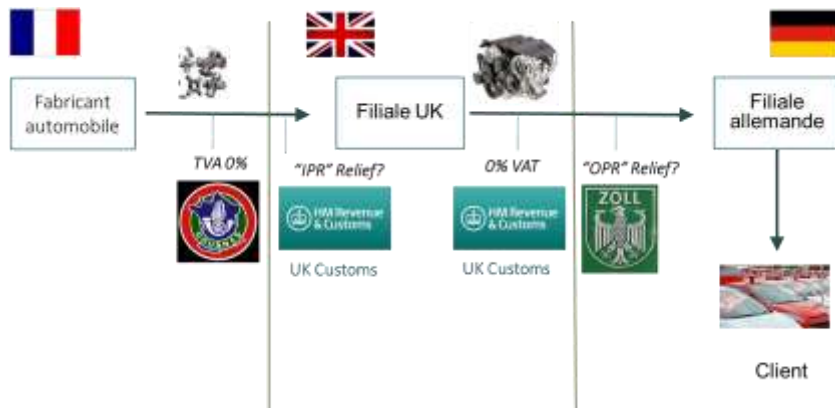 Fabricant
automobile
Filiale UK
Filiale
allemande
TVA 0%
"IPR" Relief?
0% VAT
"OPR" Relief?
DOUANES
HM Revenue
& Customs
HM Revenue
& Customs
ZOLL
UK Customs
UK Customs
Client